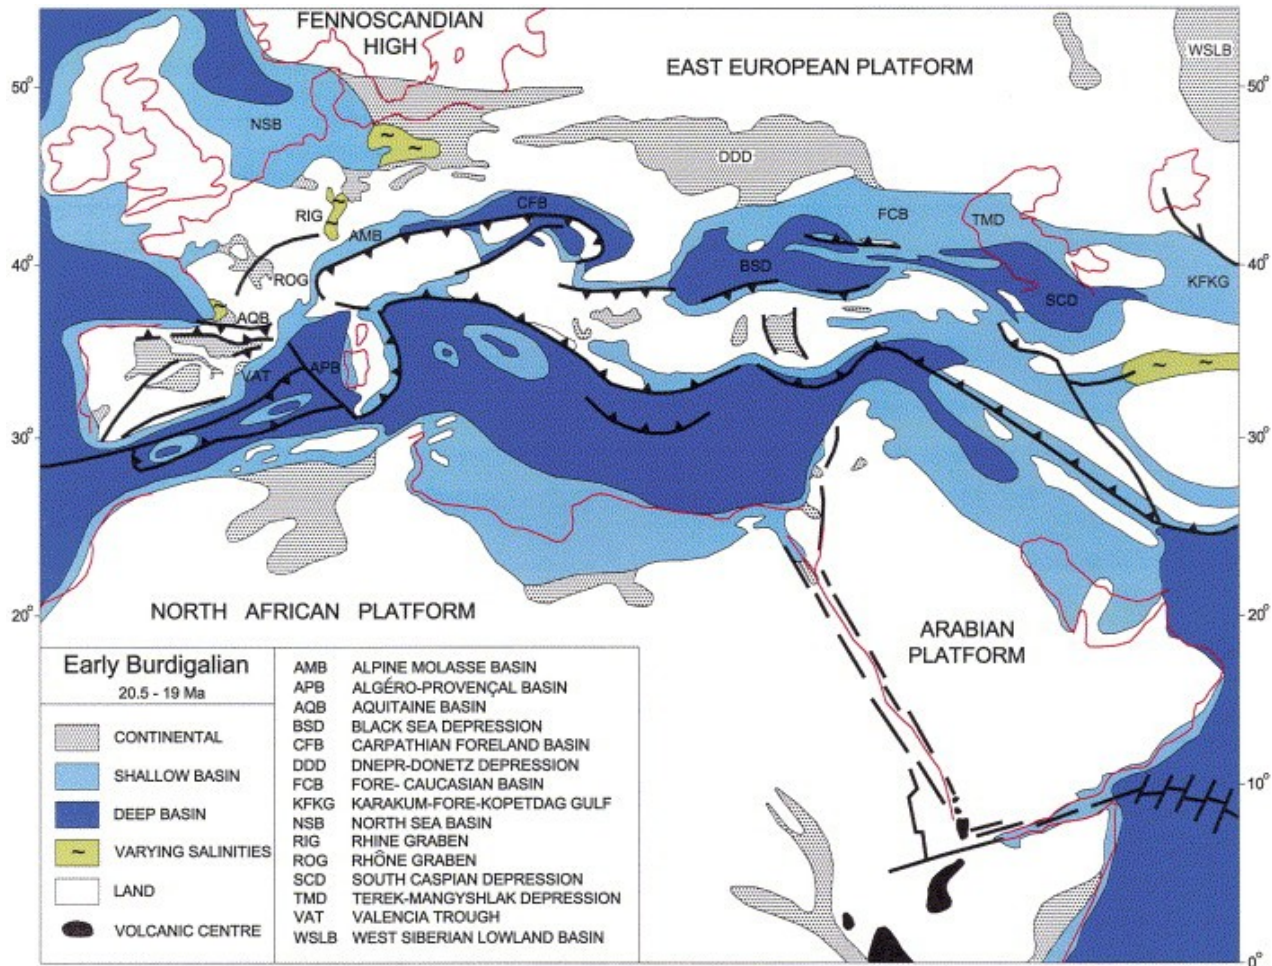 FENNOSCANDIAN
HIGH
EAST EUROPEAN PLATFORM
WSLB
50°
50°
NSB
DDD
CFB
RIG
AMB
FCB
TMD
40°
ROG
BSD
40°
KFKG
SCD
AQB
VAT
APB
30°
30°
20°
NORTH AFRICAN PLATFORM
20°
ARABIAN
PLATFORM
10°
0°
Early Burdigalian
20.5 - 19 Ma
CONTINENTAL
SHALLOW BASIN
DEEP BASIN
~ VARYING SALINITIES
LAND
VOLCANIC CENTRE
AMB ALPINE MOLASSE BASIN
APB ALGÉRO-PROVENÇAL BASIN
AQB AQUITAINE BASIN
BSD BLACK SEA DEPRESSION
CFB CARPATHIAN FORELAND BASIN
DDD DNEPR-DONETZ DEPRESSION
FCB FORE- CAUCASIAN BASIN
KFKG KARAKUM-FORE-KOPETDAG GULF
NSB NORTH SEA BASIN
RIG RHINE GRABEN
ROG RHÔNE GRABEN
SCD SOUTH CASPIAN DEPRESSION
TMD TEREK-MANGYSHLAK DEPRESSION
VAT VALENCIA TROUGH
WSLB WEST SIBERIAN LOWLAND BASIN